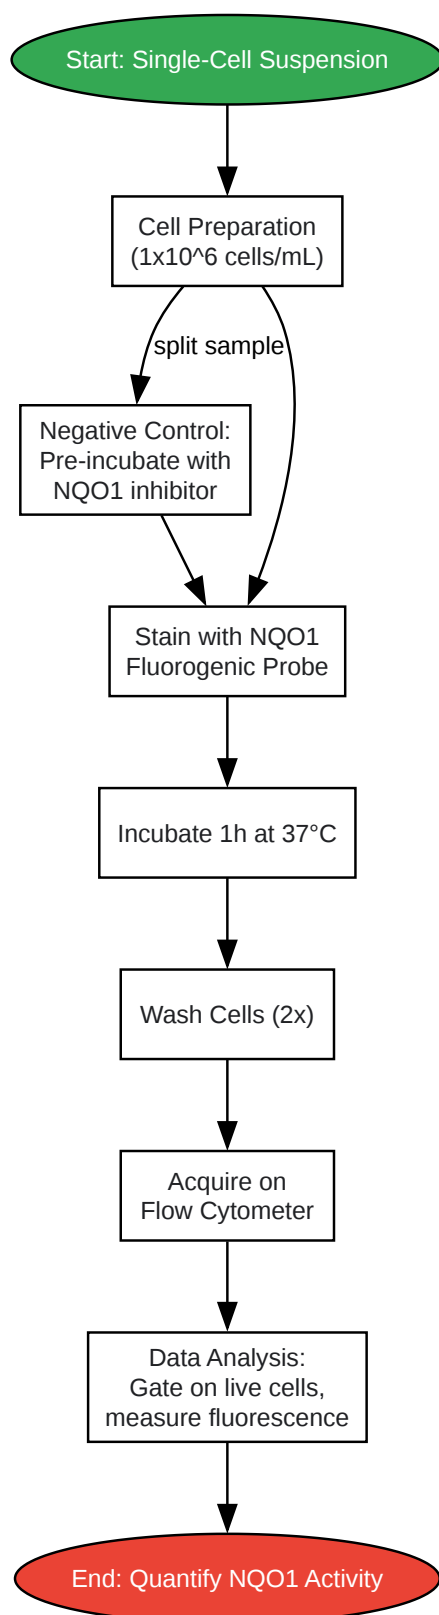 Start: Single-Cell Suspension
Cell Preparation
(1x10^6 cells/mL)
split sample
Negative Control:
Pre-incubate with
NQO1 inhibitor
Stain with NQO1
Fluorogenic Probe
Incubate 1h at 37°C
Wash Cells (2x)
Acquire on
Flow Cytometer
Data Analysis:
Gate on live cells,
measure fluorescence
End: Quantify NQO1 Activity